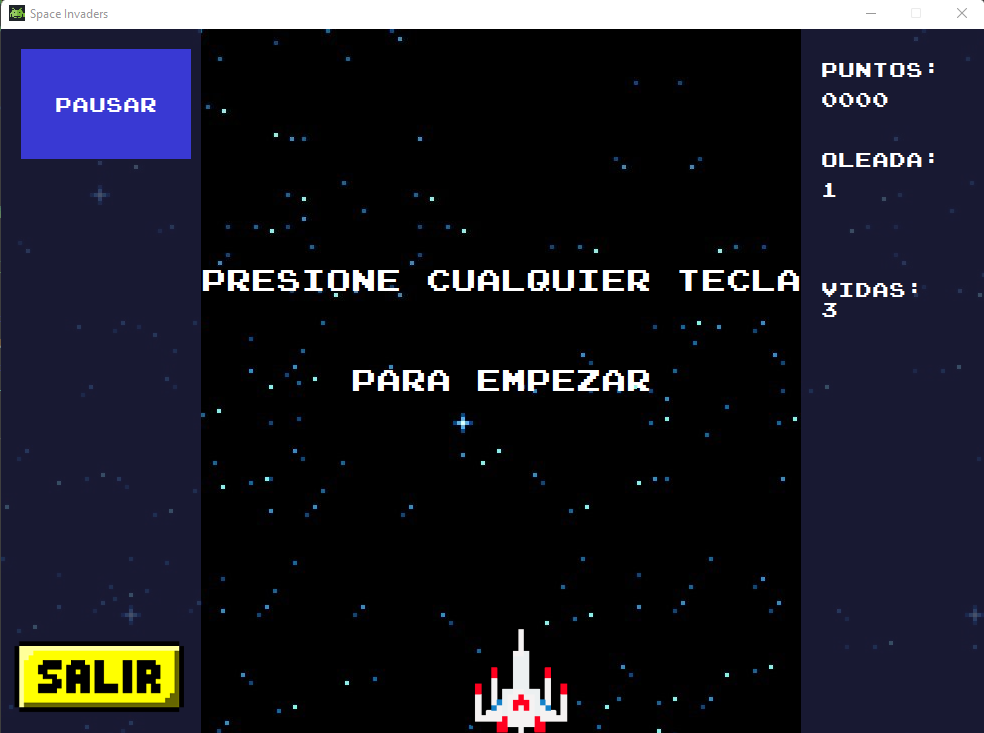 Space Invaders
PAUSAR
PUNTOS:
0000
OLEADA:
1
VIDAS:
3
PRESIONE CUALQUIER TECLA
PARA EMPEZAR
SALIR